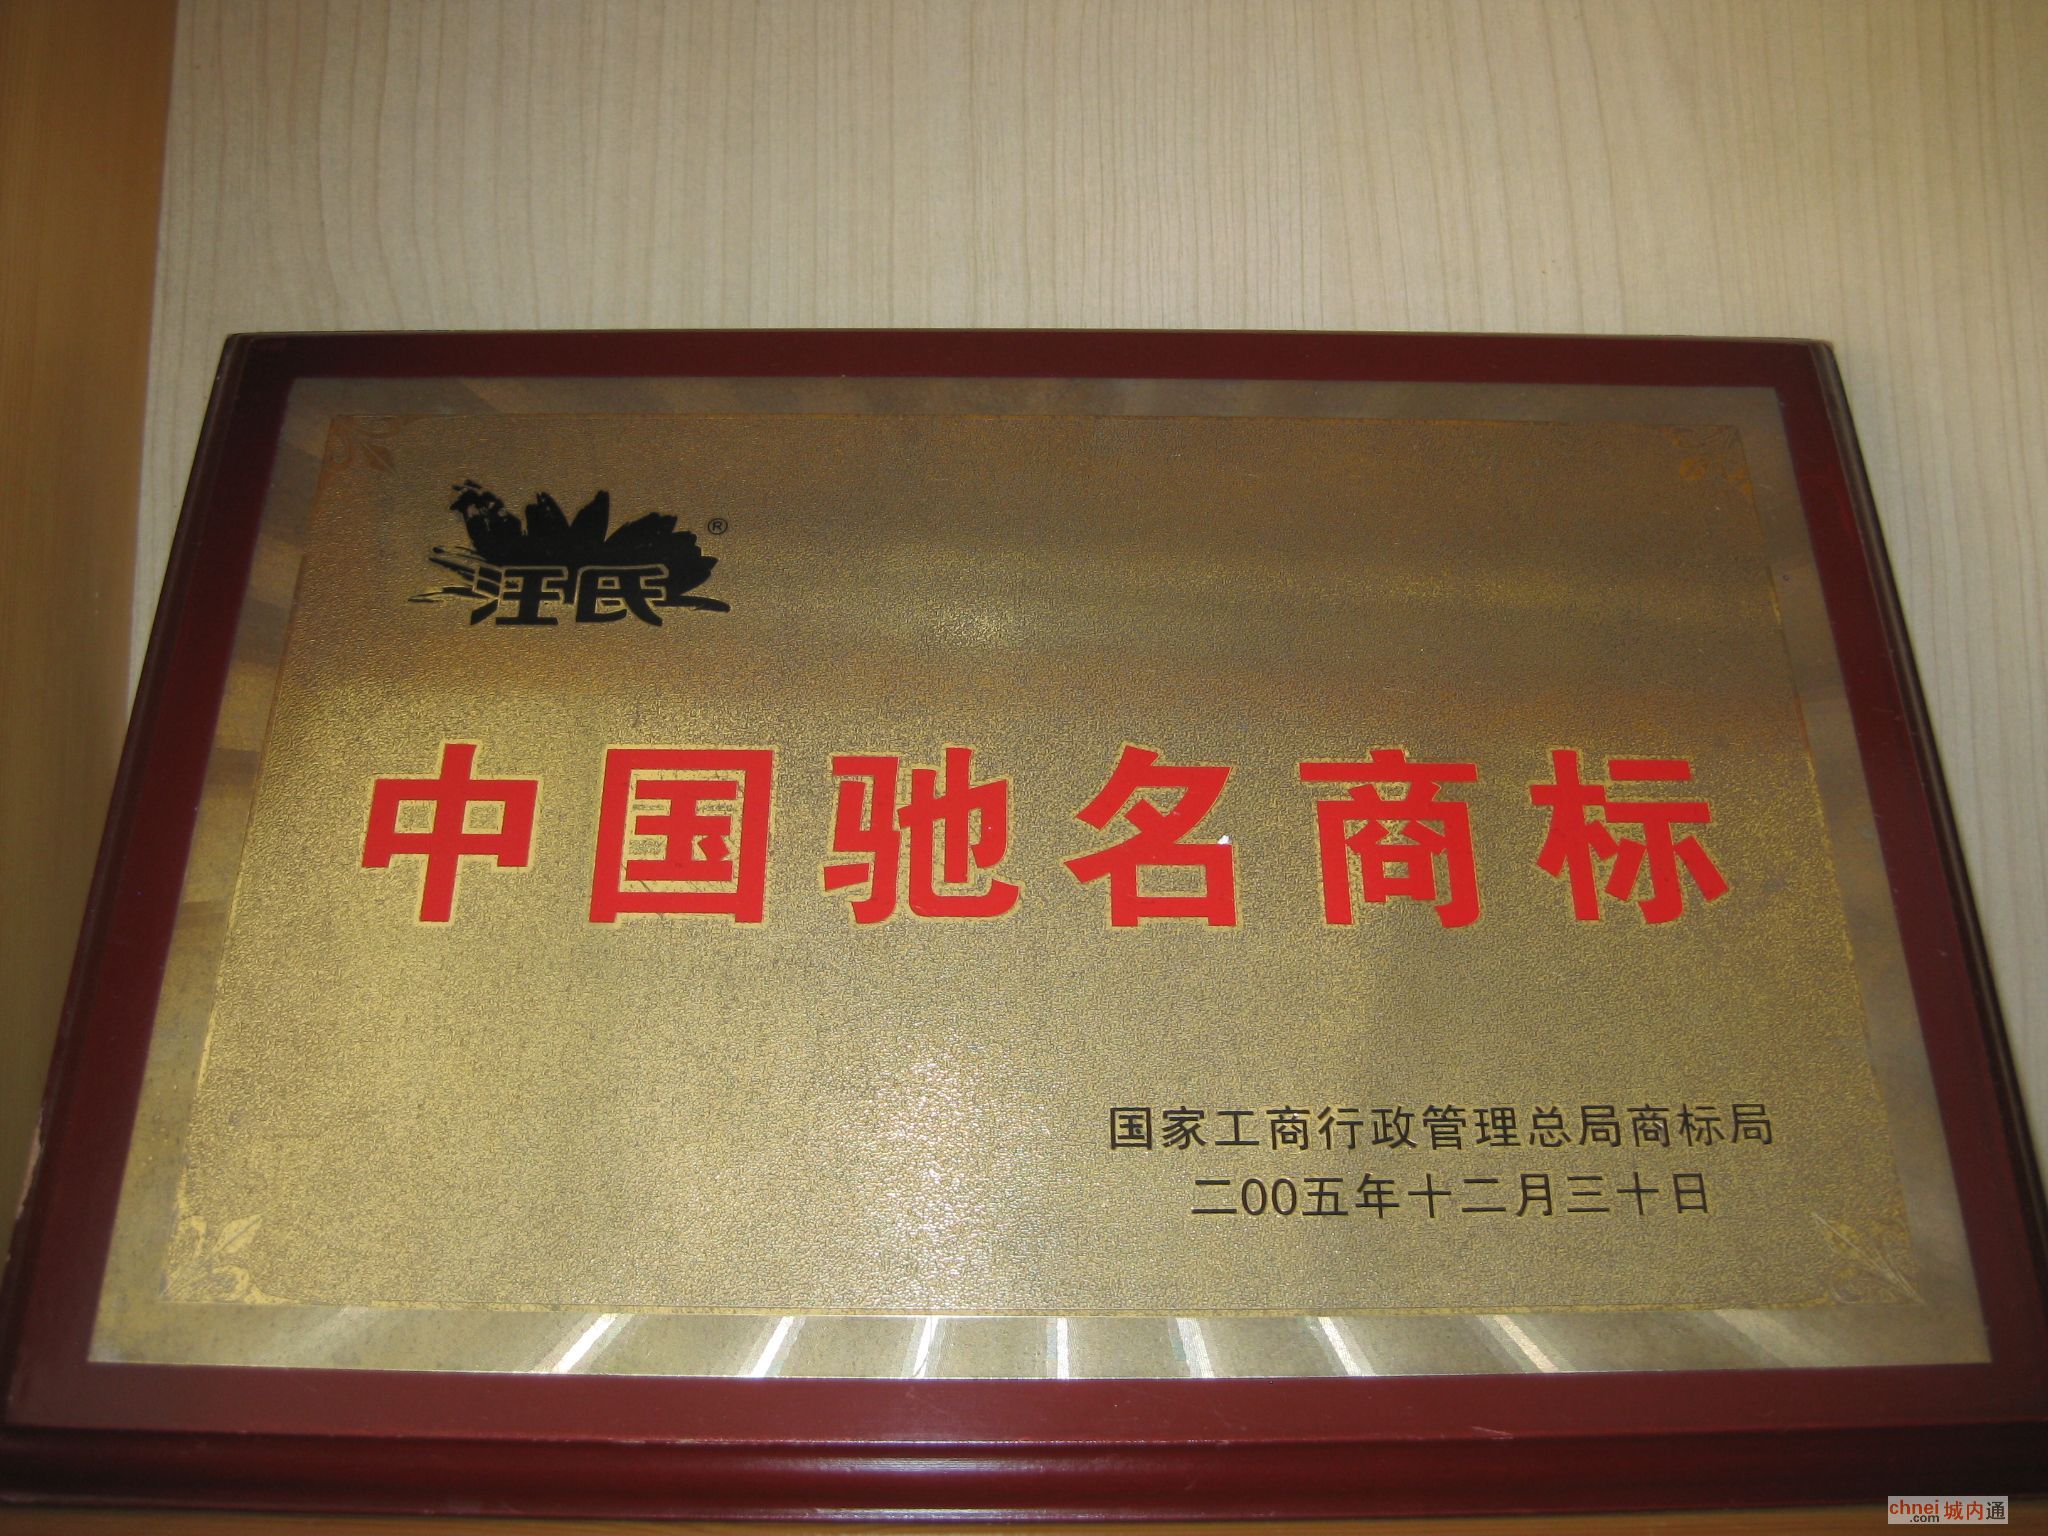 汪氏®
中国驰名商标
国家工商行政管理总局商标局
二00五年十二月三十日
chnei.com 城内通